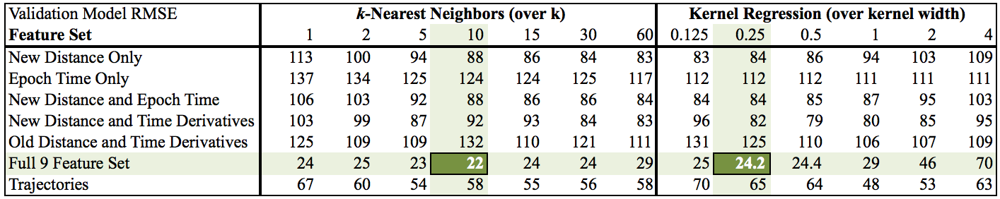 Validation Model RMSE k-Nearest Neighbors (over k) Kernel Regression (over kernel width)
Feature Set 1 2 5 10 15 30 60 0.125 0.25 0.5 1 2 4
New Distance Only 113 100 94 88 86 84 83 83 84 86 94 103 109
Epoch Time Only 137 134 125 124 124 125 117 112 112 112 111 111 111
New Distance and Epoch Time 106 103 92 88 86 86 84 84 84 85 87 95 103
New Distance and Time Derivatives 103 99 87 92 93 84 83 96 82 79 80 85 95
Old Distance and Time Derivatives 125 109 109 132 110 121 111 131 125 110 106 107 109
Full 9 Feature Set 24 25 23 22 24 24 29 25 24.2 24.4 29 46 70
Trajectories 67 60 54 58 55 56 58 70 65 64 48 53 63